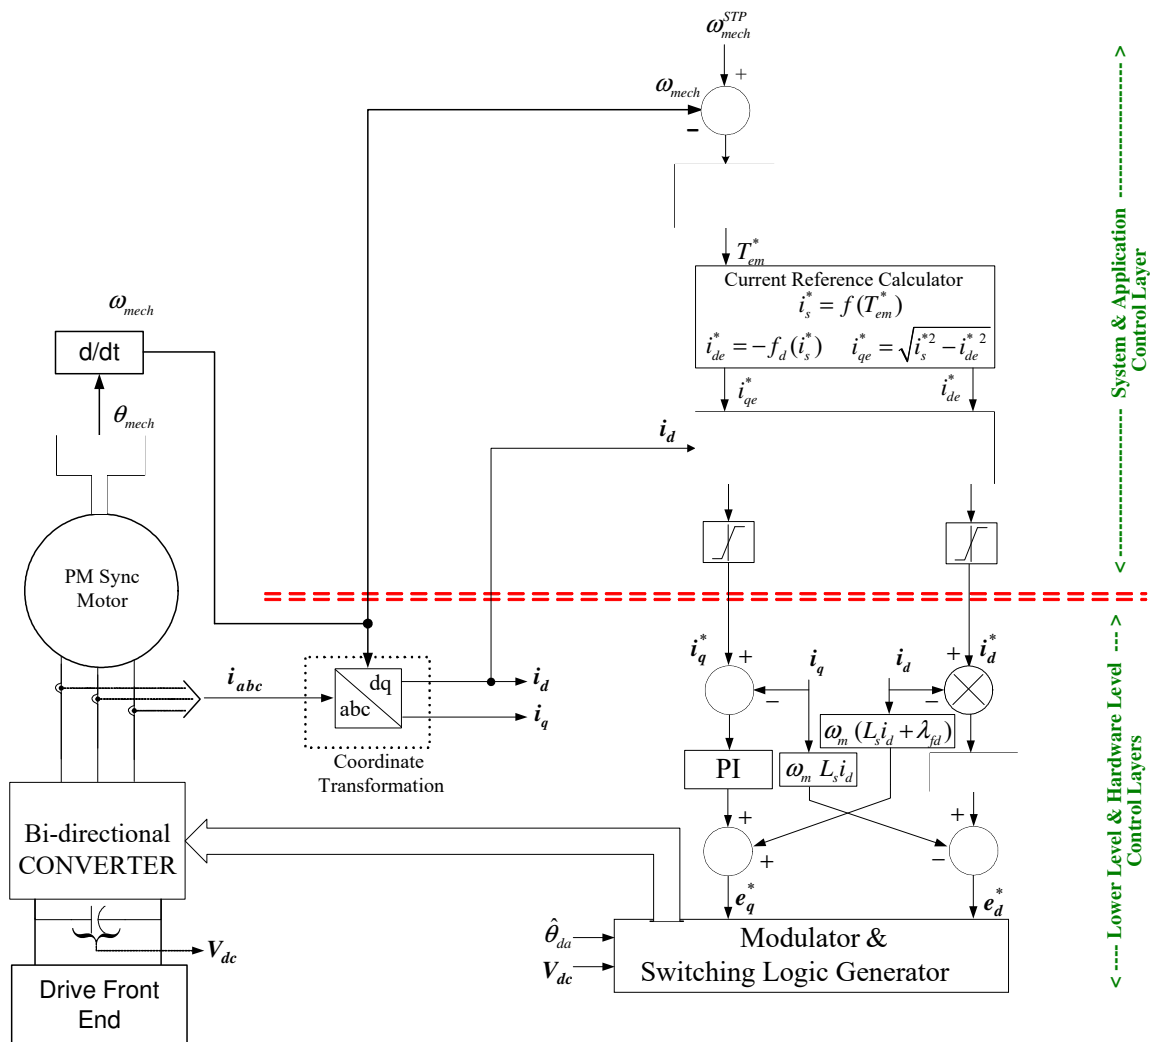 ω_mech^STP
+
ω_mech
-
T_em^*
Current Reference Calculator
i_s^* = f(T_em^*)
i_de^* = -f_d(i_s^*) i_qe^* = √(i_s^*2 - i_de^*2)
i_qe^* i_de^*
i_d
ω_mech
d/dt
θ_mech
PM Sync
Motor
i_abc
dq
abc
i_d
i_q
Coordinate
Transformation
i_q^* i_q i_d i_d^*
+ +
- -
ω_m (L_s i_d + λ_fd)
PI
ω_m L_s i_d
+ +
+ -
e_q^* e_d^*
Bi-directional
CONVERTER
V_dc
Drive Front
End
θ̂_da
V_dc
Modulator &
Switching Logic Generator
System & Application
Control Layer
Lower Level & Hardware Level
Control Layers